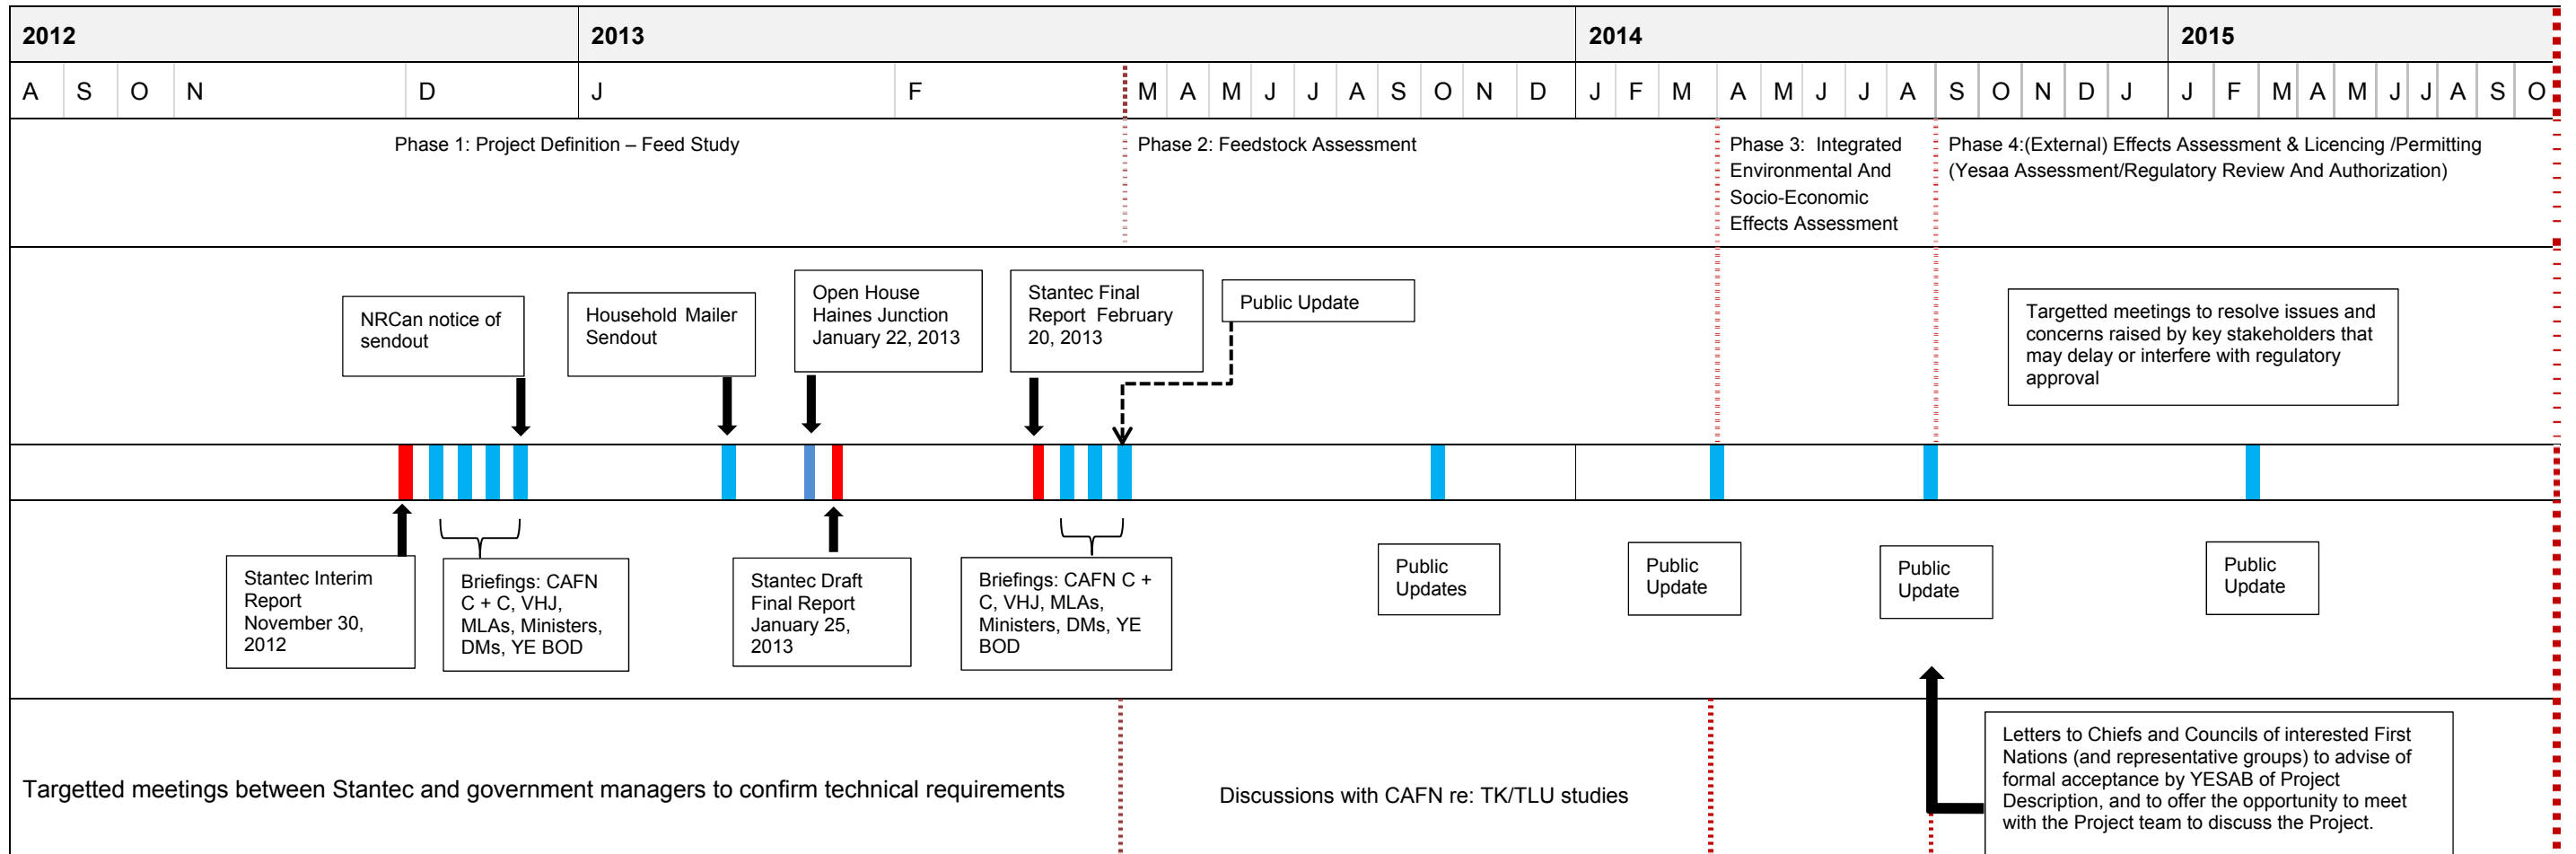 2012 2013 2014 2015
A S O N D J F M A M J J A S O N D J F M A M J J A S O N D J J F M A M J J A S O
Phase 1: Project Definition – Feed Study
Phase 2: Feedstock Assessment
Phase 3: Integrated
Environmental And
Socio-Economic
Effects Assessment
Phase 4:(External) Effects Assessment & Licencing /Permitting
(Yesaa Assessment/Regulatory Review And Authorization)
NRCan notice of
sendout
Household Mailer
Sendout
Open House
Haines Junction
January 22, 2013
Stantec Final
Report February
20, 2013
Public Update
Targetted meetings to resolve issues and
concerns raised by key stakeholders that
may delay or interfere with regulatory
approval
Stantec Interim
Report
November 30,
2012
Briefings: CAFN
C + C, VHJ,
MLAs, Ministers,
DMs, YE BOD
Stantec Draft
Final Report
January 25,
2013
Briefings: CAFN C +
C, VHJ, MLAs,
Ministers, DMs, YE
BOD
Public
Updates
Public
Update
Public
Update
Public
Update
Targetted meetings between Stantec and government managers to confirm technical requirements
Discussions with CAFN re: TK/TLU studies
Letters to Chiefs and Councils of interested First
Nations (and representative groups) to advise of
formal acceptance by YESAB of Project
Description, and to offer the opportunity to meet
with the Project team to discuss the Project.